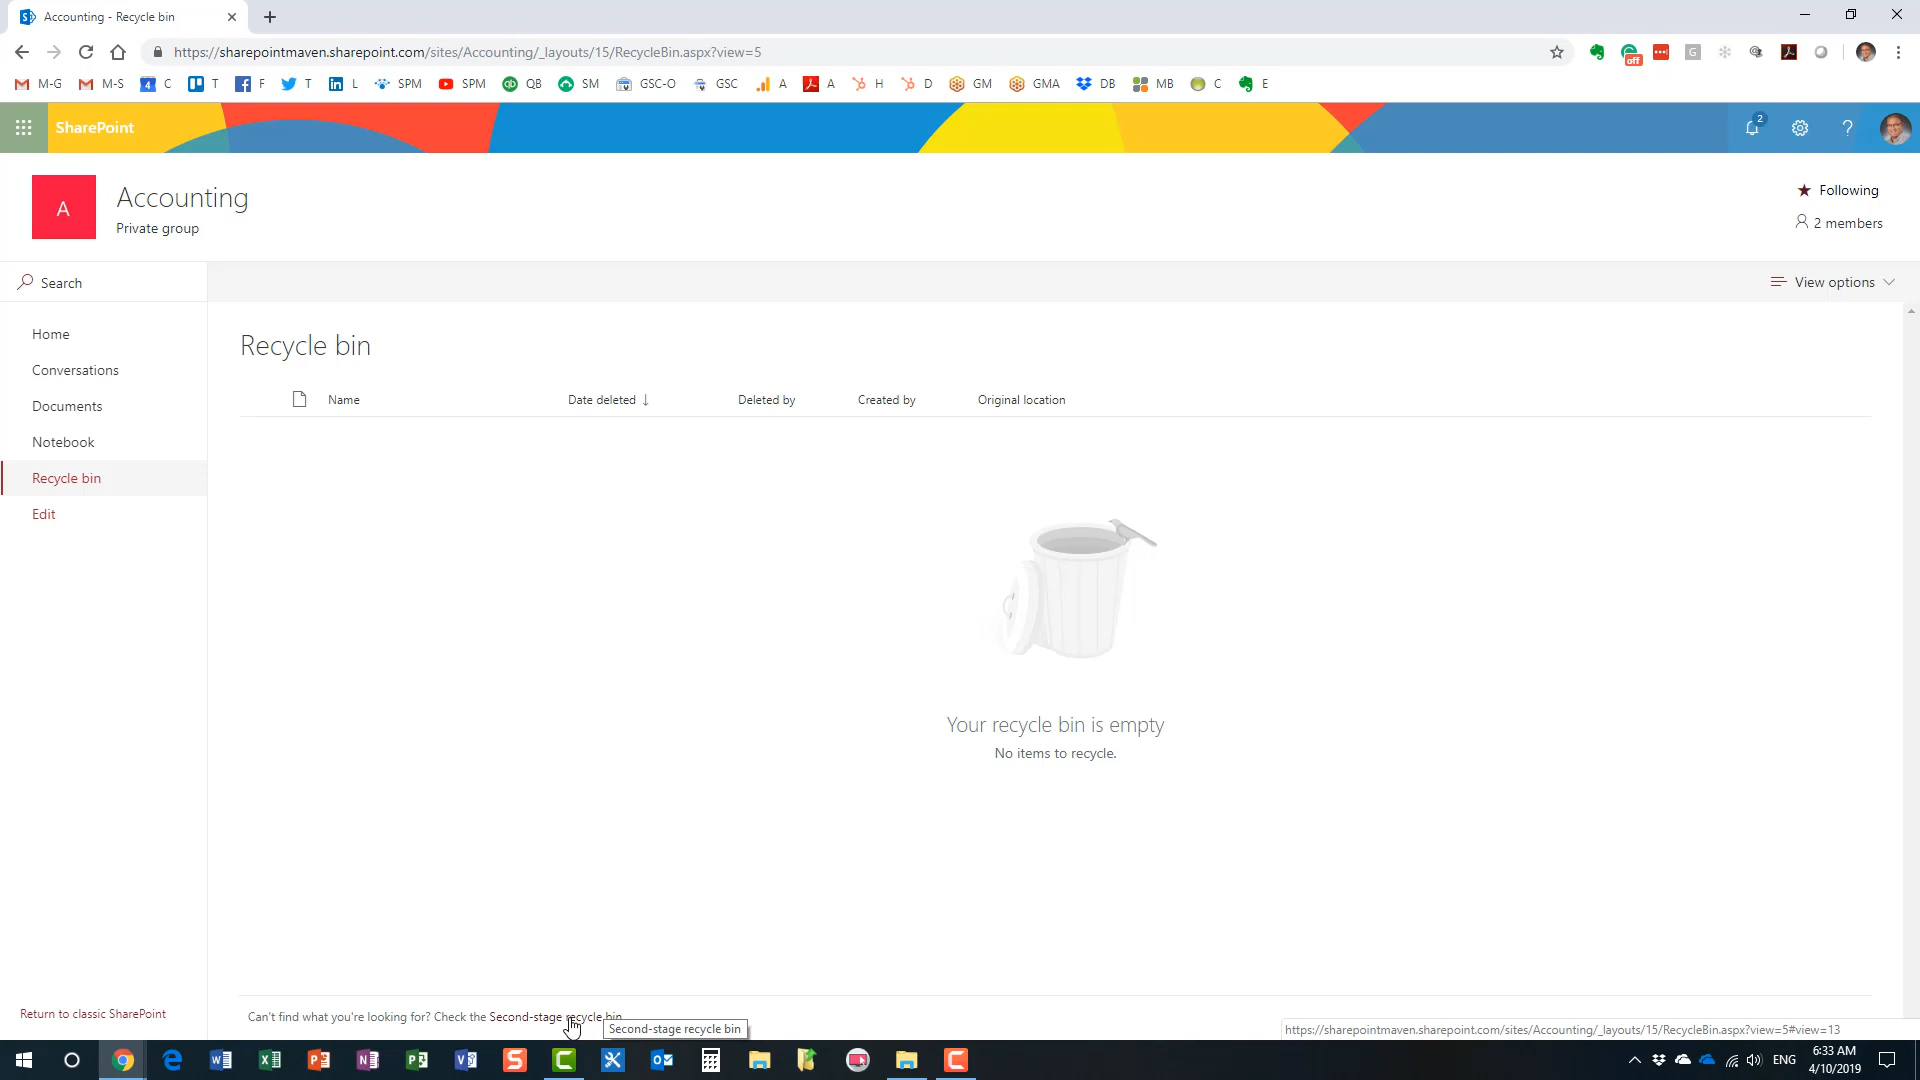 Accounting - Recycle bin
https://sharepointmaven.sharepoint.com/sites/Accounting/_layouts/15/RecycleBin.aspx?view=5
off
M-G M-S 4 C T F T L SPM SPM QB SM GSC-O GSC A A H D GM GMA DB MB C E
SharePoint
2
?
A
Accounting
Private group
Following
2 members
Search
View options
Home
Conversations
Documents
Notebook
Recycle bin
Edit
Recycle bin
Name Date deleted Deleted by Created by Original location
Your recycle bin is empty
No items to recycle.
Return to classic SharePoint
Can't find what you're looking for? Check the Second-stage recycle bin
Second-stage recycle bin
https://sharepointmaven.sharepoint.com/sites/Accounting/_layouts/15/RecycleBin.aspx?view=5#view=13
ENG
6:33 AM
4/10/2019